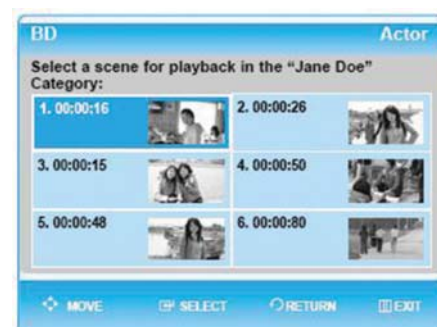 BD Actor
Select a scene for playback in the “Jane Doe”
Category:
1. 00:00:16 2. 00:00:26
3. 00:00:15 4. 00:00:50
5. 00:00:48 6. 00:00:80
MOVE SELECT RETURN EXIT